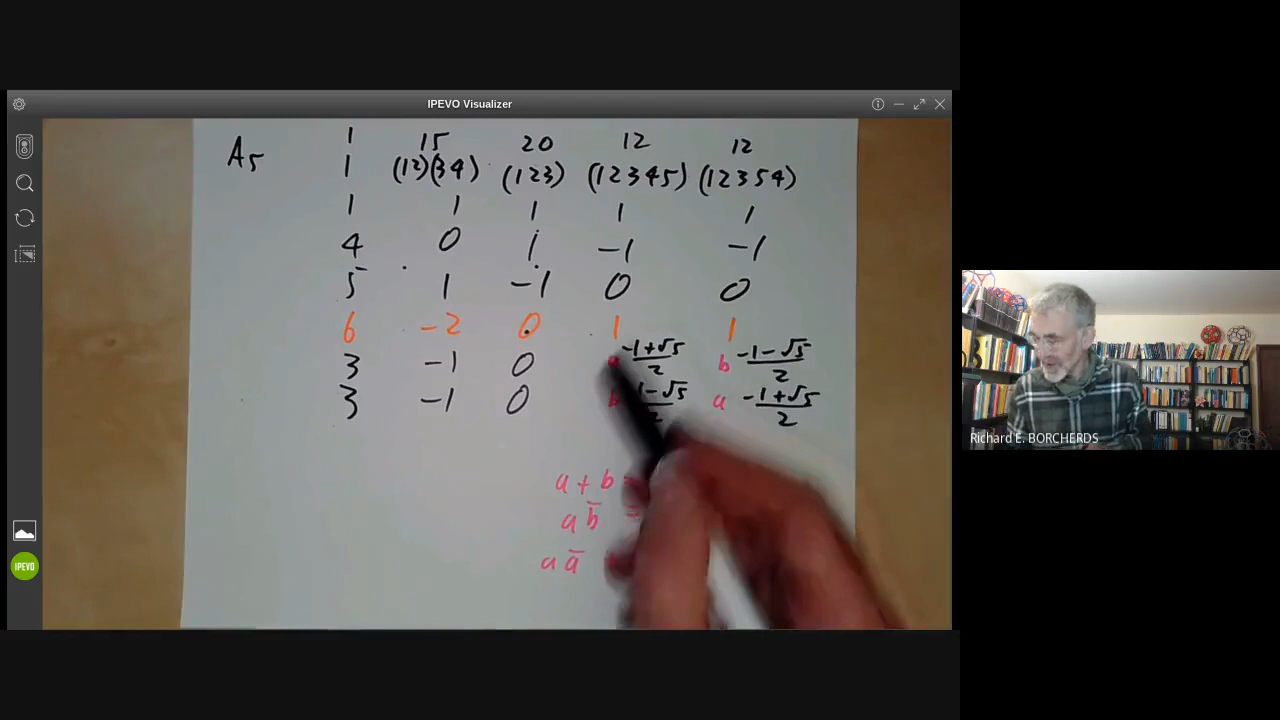 IPEVO Visualizer
1 15 20 12 12
A5 1 (12)(34) (123) (12345) (12354)
1 1 1 1 1
4 0 1 -1 -1
5 1 -1 0 0
6 -2 0 1 1
3 -1 0 -1+√5/2 b -1-√5/2
3 -1 0 -√5 a -1+√5/2
a + b =
a b̄ =
a ā
Richard E. BORCHERDS
IPEVO